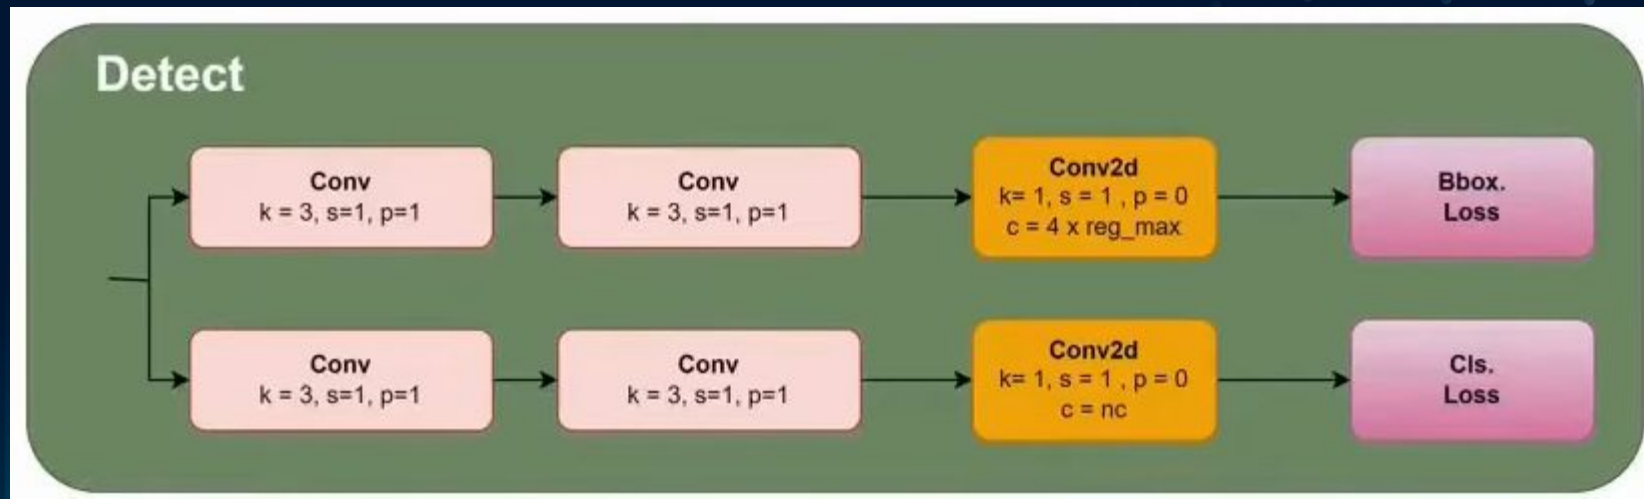 Detect
Conv
k = 3, s=1, p=1
Conv
k = 3, s=1, p=1
Conv2d
k= 1, s = 1 , p = 0
c = 4 x reg_max
Bbox.
Loss
Conv
k = 3, s=1, p=1
Conv
k = 3, s=1, p=1
Conv2d
k= 1, s = 1 , p = 0
c = nc
Cls.
Loss